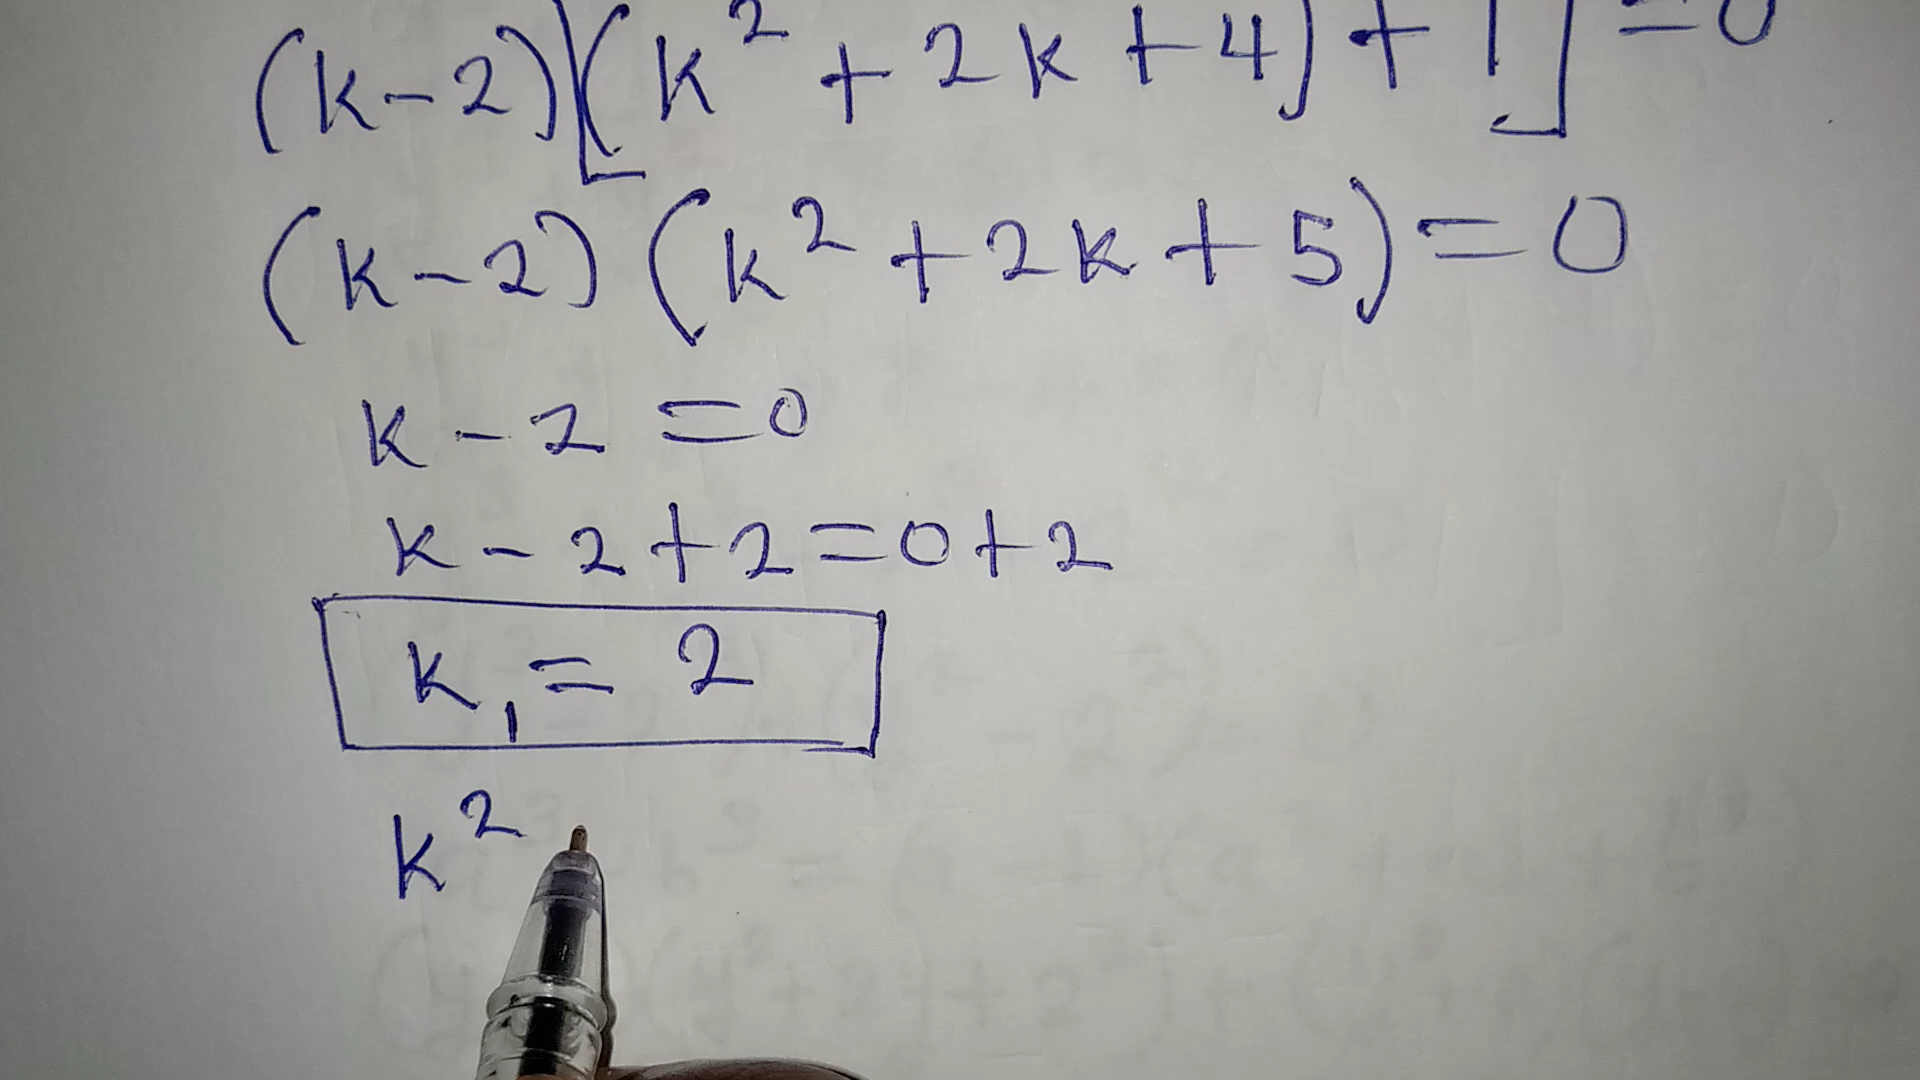 (k-2)[(k² + 2k + 4) + 1] = 0
(k-2)(k² + 2k + 5) = 0
k - 2 = 0
k - 2 + 2 = 0 + 2
k₁ = 2
k²